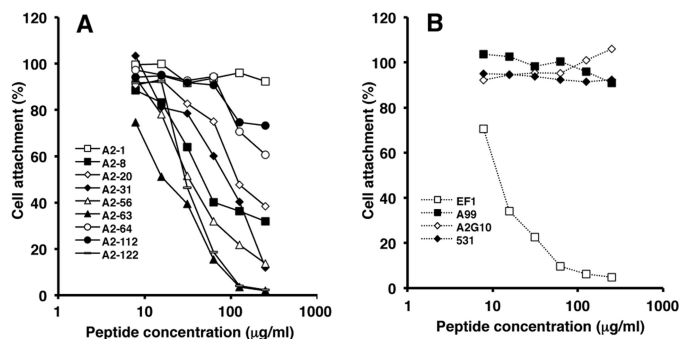 A
Cell attachment (%)
120
100
80
60
40
20
0
A2-1
A2-8
A2-20
A2-31
A2-56
A2-63
A2-64
A2-112
A2-122
1 10 100 1000
Peptide concentration (μg/ml)
B
Cell attachment (%)
120
100
80
60
40
20
0
EF1
A99
A2G10
531
1 10 100 1000
Peptide concentration (μg/ml)